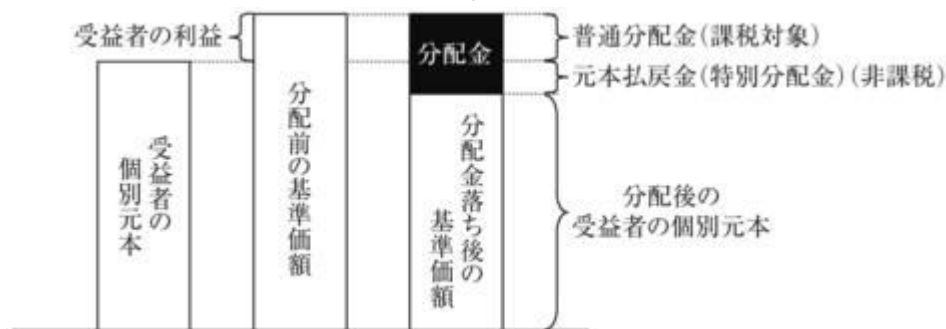 受益者の利益
分配金
普通分配金(課税対象)
元本払戻金(特別分配金)(非課税)
受益者の
個別元本
分配前の基準価額
分配金落ち後の
基準価額
分配後の
受益者の個別元本